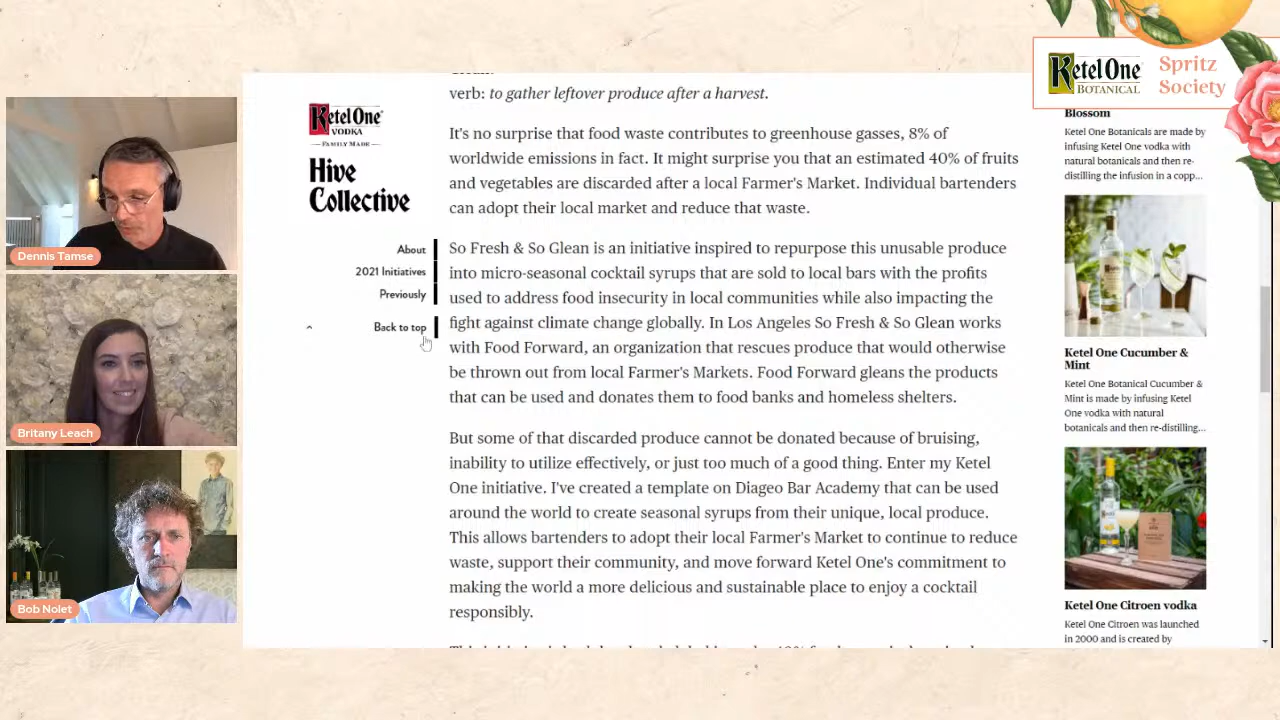 Ketel One
BOTANICAL
Spritz
Society
Dennis Tamse
Britany Leach
Bob Nolet
Ketel One
VODKA
FAMILY MADE
Hive
Collective
About
2021 Initiatives
Previously
Back to top
verb: to gather leftover produce after a harvest.
It's no surprise that food waste contributes to greenhouse gasses, 8% of
worldwide emissions in fact. It might surprise you that an estimated 40% of fruits
and vegetables are discarded after a local Farmer's Market. Individual bartenders
can adopt their local market and reduce that waste.
So Fresh & So Glean is an initiative inspired to repurpose this unusable produce
into micro-seasonal cocktail syrups that are sold to local bars with the profits
used to address food insecurity in local communities while also impacting the
fight against climate change globally. In Los Angeles So Fresh & So Glean works
with Food Forward, an organization that rescues produce that would otherwise
be thrown out from local Farmer's Markets. Food Forward gleans the products
that can be used and donates them to food banks and homeless shelters.
But some of that discarded produce cannot be donated because of bruising,
inability to utilize effectively, or just too much of a good thing. Enter my Ketel
One initiative. I've created a template on Diageo Bar Academy that can be used
around the world to create seasonal syrups from their unique, local produce.
This allows bartenders to adopt their local Farmer's Market to continue to reduce
waste, support their community, and move forward Ketel One's commitment to
making the world a more delicious and sustainable place to enjoy a cocktail
responsibly.
Blossom
Ketel One Botanicals are made by
infusing Ketel One vodka with
natural botanicals and then re-
distilling the infusion in a copp...
Ketel One Cucumber &
Mint
Ketel One Botanical Cucumber &
Mint is made by infusing Ketel
One vodka with natural
botanicals and then re-distilling...
Ketel One Citroen vodka
Ketel One Citroen was launched
in 2000 and is created by